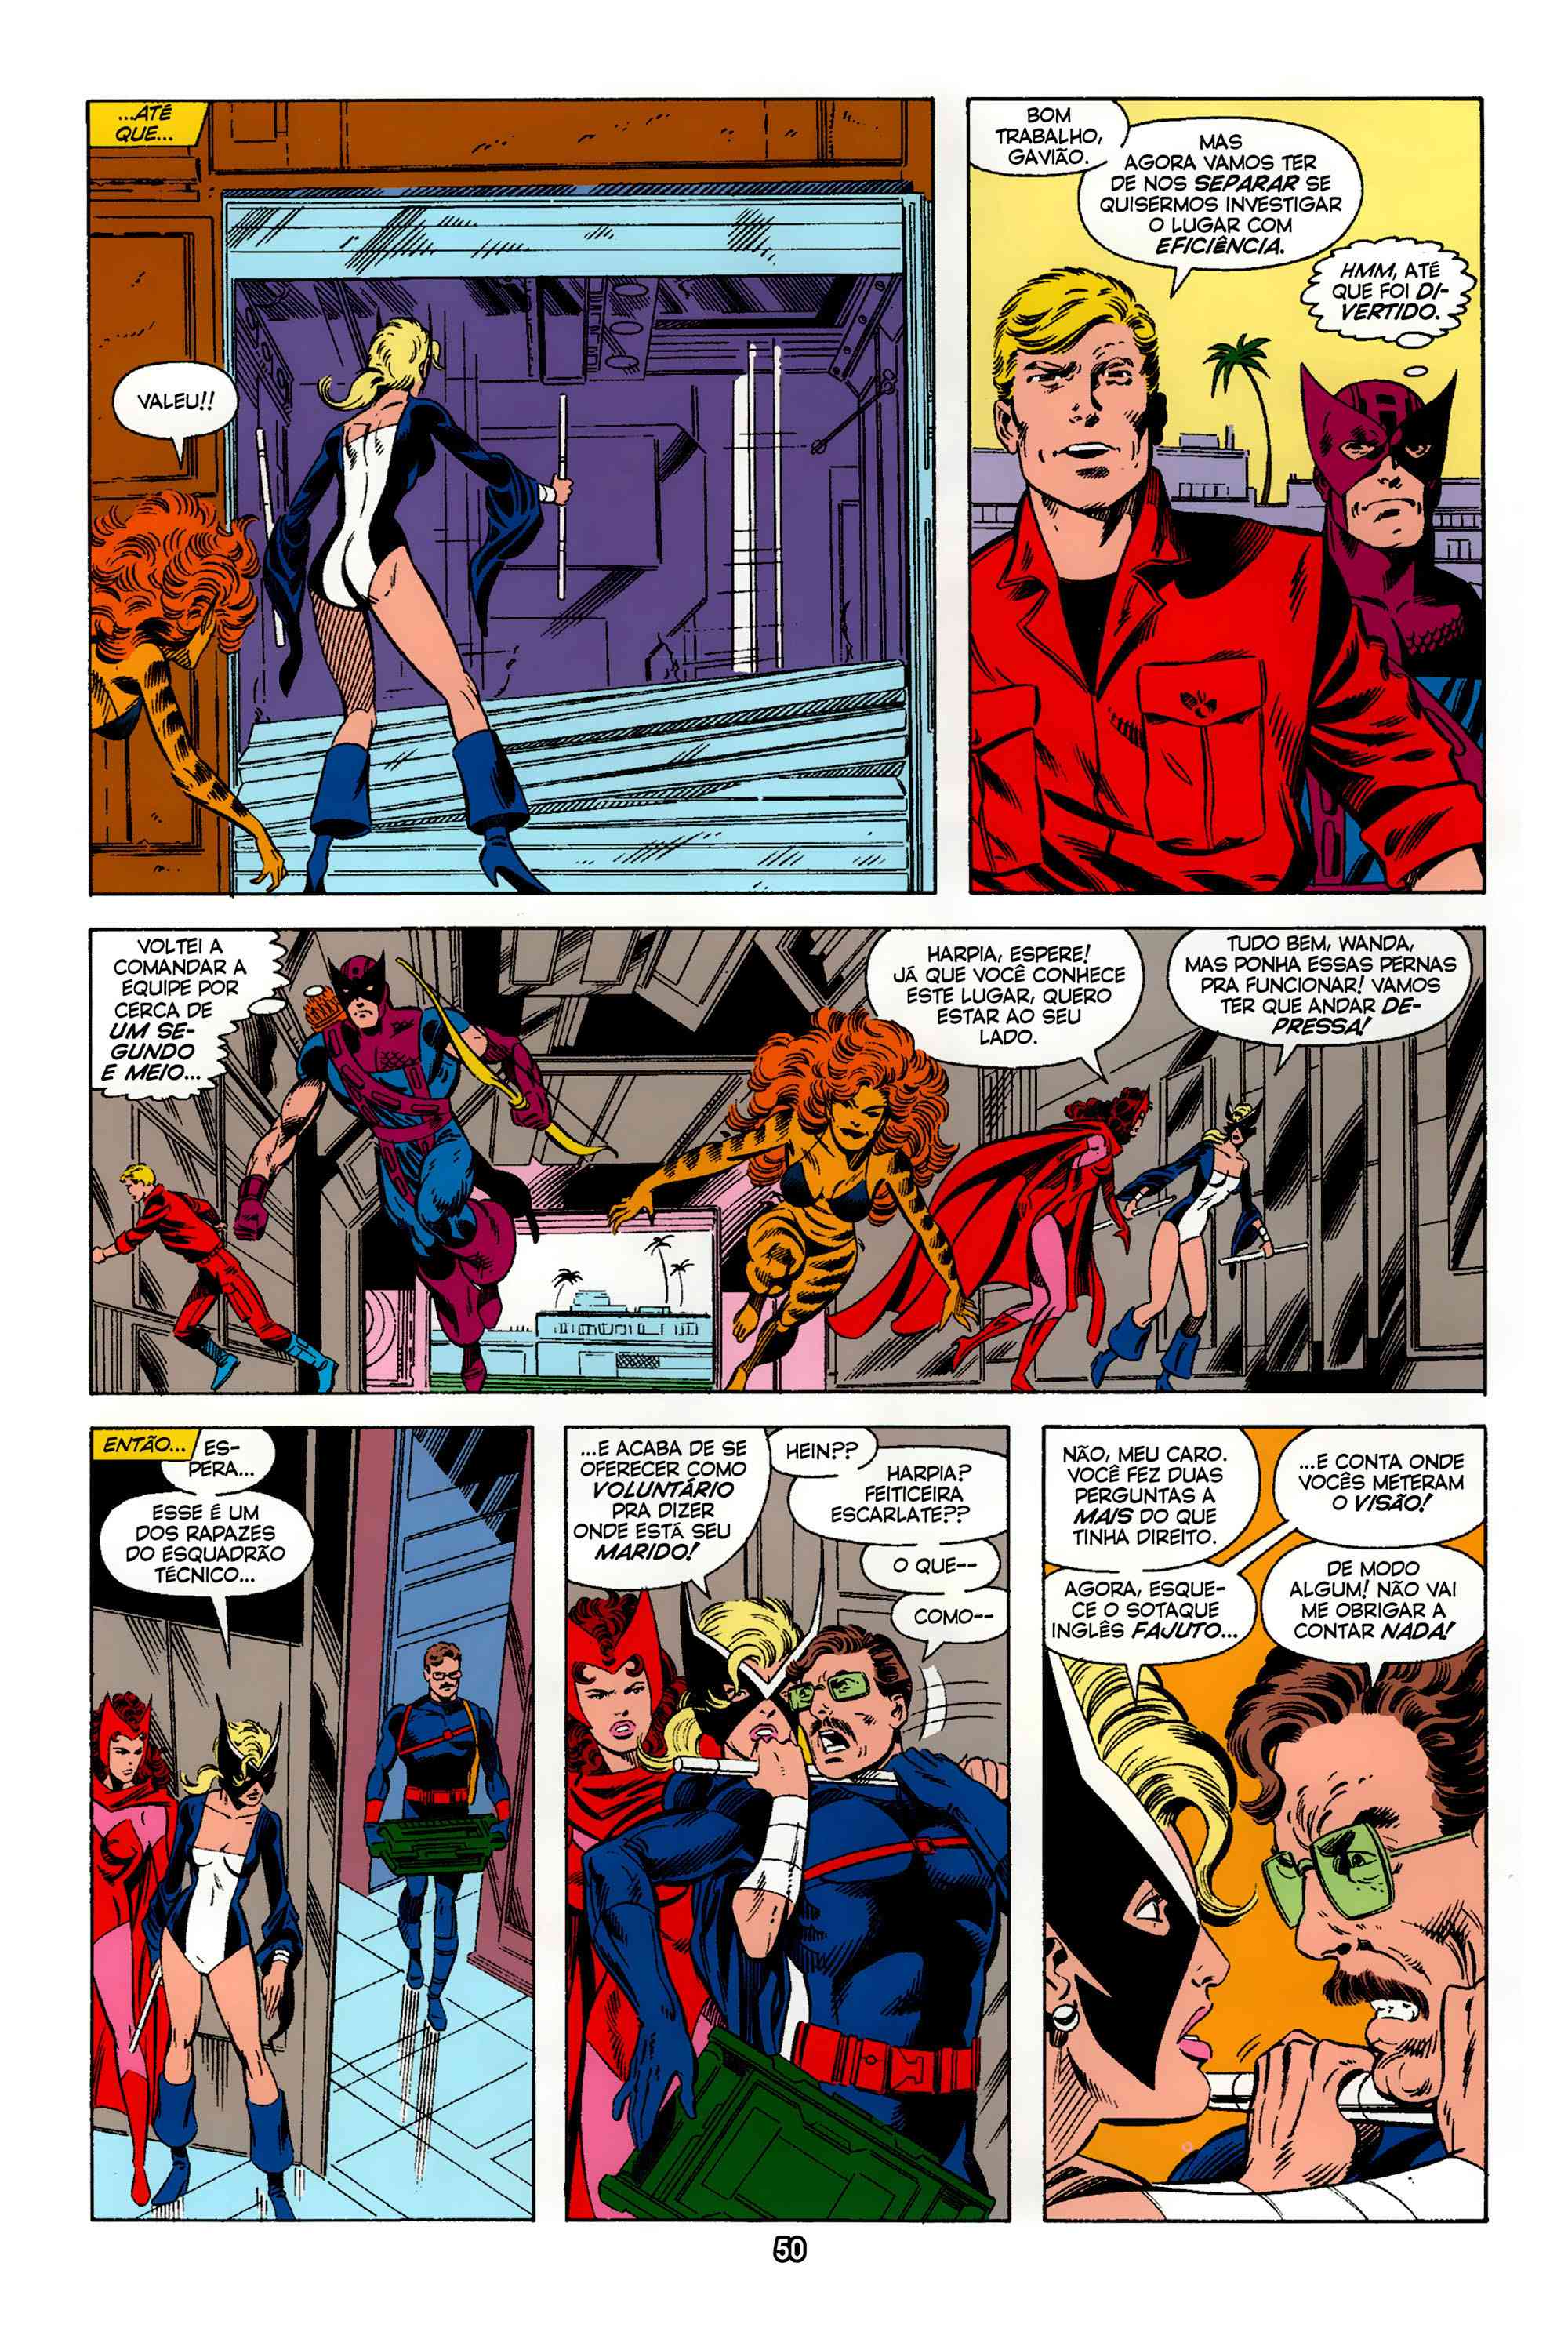 ...ATÉ
QUE...
VALEU!!
BOM
TRABALHO,
GAVIÃO.
MAS
AGORA VAMOS TER
DE NOS SEPARAR SE
QUISERMOS INVESTIGAR
O LUGAR COM
EFICIÊNCIA.
HMM, ATÉ
QUE FOI DI-
VERTIDO.
VOLTEI A
COMANDAR A
EQUIPE POR
CERCA DE
UM SE-
GUNDO
E MEIO...
HARPIA, ESPERE!
JÁ QUE VOCÊ CONHECE
ESTE LUGAR, QUERO
ESTAR AO SEU
LADO.
TUDO BEM, WANDA,
MAS PONHA ESSAS PERNAS
PRA FUNCIONAR! VAMOS
TER QUE ANDAR DE-
PRESSA!
ENTÃO...
ES-
PERA...
ESSE É UM
DOS RAPAZES
DO ESQUADRÃO
TÉCNICO...
...E ACABA DE SE
OFERECER COMO
VOLUNTÁRIO
PRA DIZER
ONDE ESTÁ SEU
MARIDO!
HEIN??
HARPIA?
FEITICEIRA
ESCARLATE??
O QUE--
COMO--
NÃO, MEU CARO.
VOCÊ FEZ DUAS
PERGUNTAS A
MAIS DO QUE
TINHA DIREITO.
AGORA, ESQUE-
CE O SOTAQUE
INGLÊS FAJUTO...
...E CONTA ONDE
VOCÊS METERAM
O VISÃO!
DE MODO
ALGUM! NÃO VAI
ME OBRIGAR A
CONTAR NADA!
50